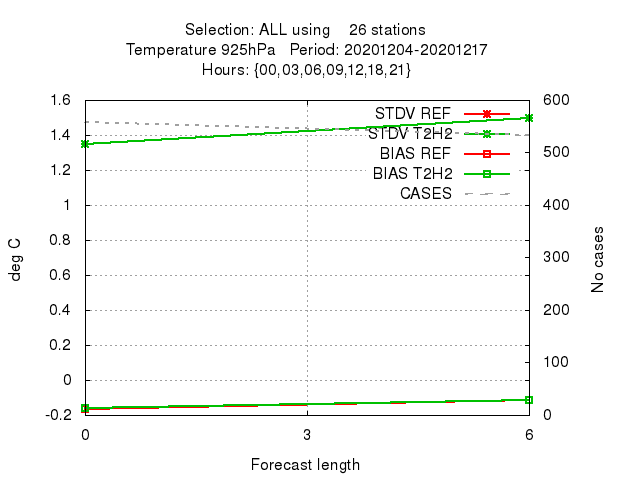 Selection: ALL using    26 stations
Temperature 925hPa   Period: 20201204-20201217
Hours: {00,03,06,09,12,18,21}
1.6
1.4
1.2
1
0.8
0.6
0.4
0.2
0
-0.2
deg C
STDV REF
STDV T2H2
BIAS REF
BIAS T2H2
CASES
600
500
400
300
200
100
0
No cases
0 3 6
Forecast length